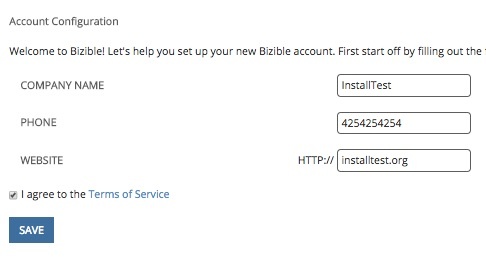 Account Configuration
Welcome to Bizible! Let's help you set up your new Bizible account. First start off by filling out the
COMPANY NAME InstallTest
PHONE 4254254254
WEBSITE HTTP:// installtest.org
I agree to the Terms of Service
SAVE